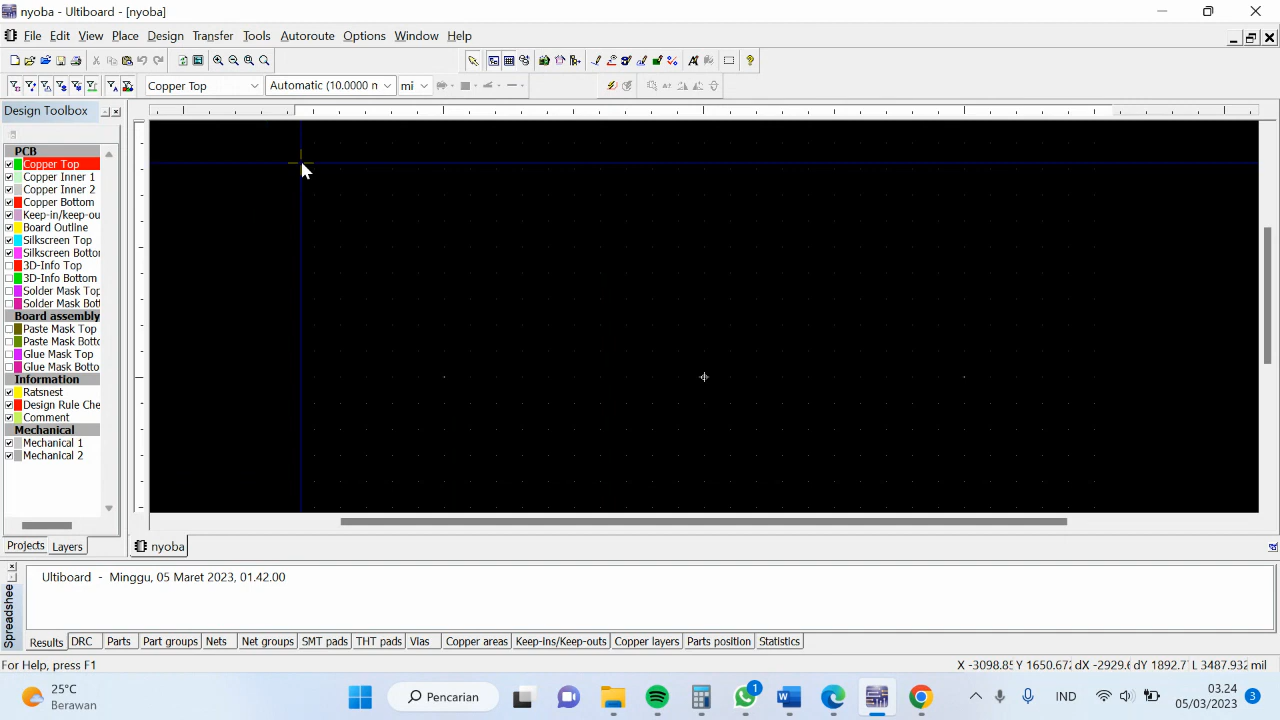 nyoba - Ultiboard - [nyoba]
File Edit View Place Design Transfer Tools Autoroute Options Window Help
Copper Top Automatic (10.0000 n mi
Design Toolbox
PCB
Copper Top
Copper Inner 1
Copper Inner 2
Copper Bottom
Keep-in/keep-ou
Board Outline
Silkscreen Top
Silkscreen Botto
3D-Info Top
3D-Info Bottom
Solder Mask Top
Solder Mask Bott
Board assembly
Paste Mask Top
Paste Mask Botto
Glue Mask Top
Glue Mask Botto
Information
Ratsnest
Design Rule Che
Comment
Mechanical
Mechanical 1
Mechanical 2
Projects Layers
nyoba
Ultiboard - Minggu, 05 Maret 2023, 01.42.00
Spreadshee
Results DRC Parts Part groups Nets Net groups SMT pads THT pads Vias Copper areas Keep-Ins/Keep-outs Copper layers Parts position Statistics
For Help, press F1
X -3098.85 Y 1650.672 dX -2929.6 dY 1892.7 L 3487.932 mil
25°C
Berawan
Pencarian
1
IND
03.24
05/03/2023
3